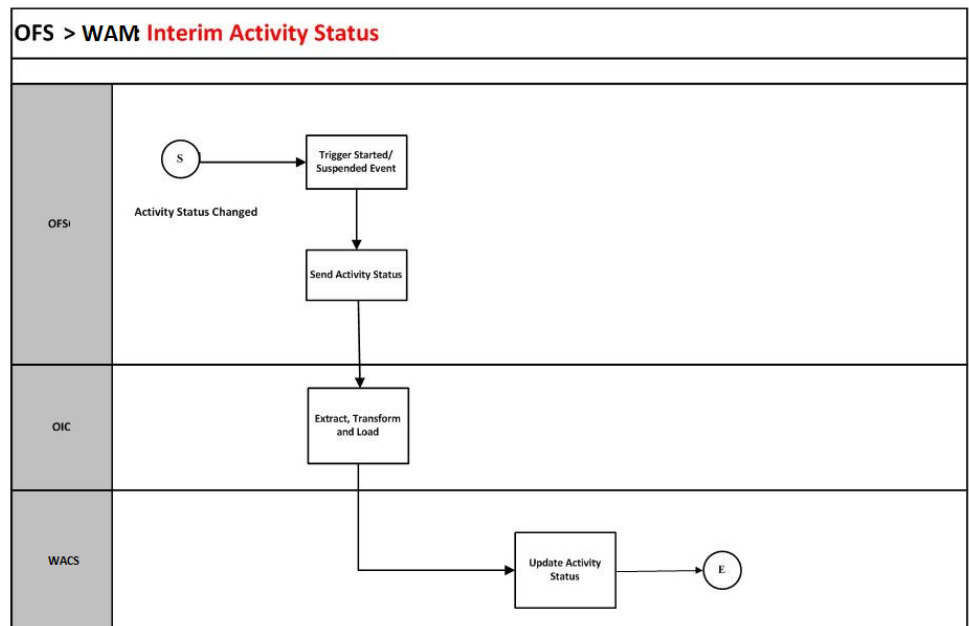 OFS > WAM: Interim Activity Status
S
Trigger Started/
Suspended Event
Activity Status Changed
OFS
Send Activity Status
OIC
Extract, Transform
and Load
WACS
Update Activity
Status
E